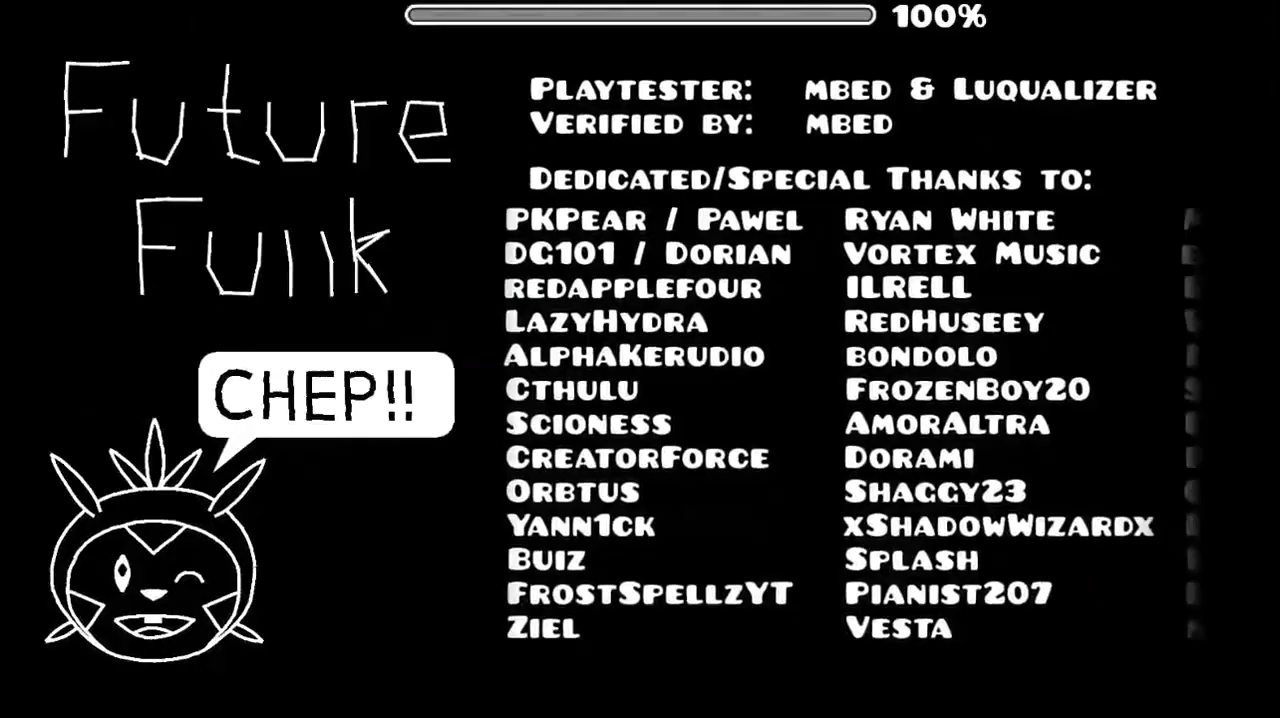 100%
Future
Funk
PLAYTESTER: MBED & LUQUALIZER
VERIFIED BY: MBED
DEDICATED/SPECIAL THANKS TO:
PKPEAR / PAWEL RYAN WHITE
DG101 / DORIAN VORTEX MUSIC
REDAPPLEFOUR ILRELL
LAZYHYDRA REDHUSEEY
ALPHAKERUDIO BONDOLO
CTHULU FROZENBOY20
SCIONESS AMORALTRA
CREATORFORCE DORAMI
ORBTUS SHAGGY23
YANN1CK XSHADOWWIZARDX
BUIZ SPLASH
FROSTSPELLZYT PIANIST207
ZIEL VESTA
CHEP!!